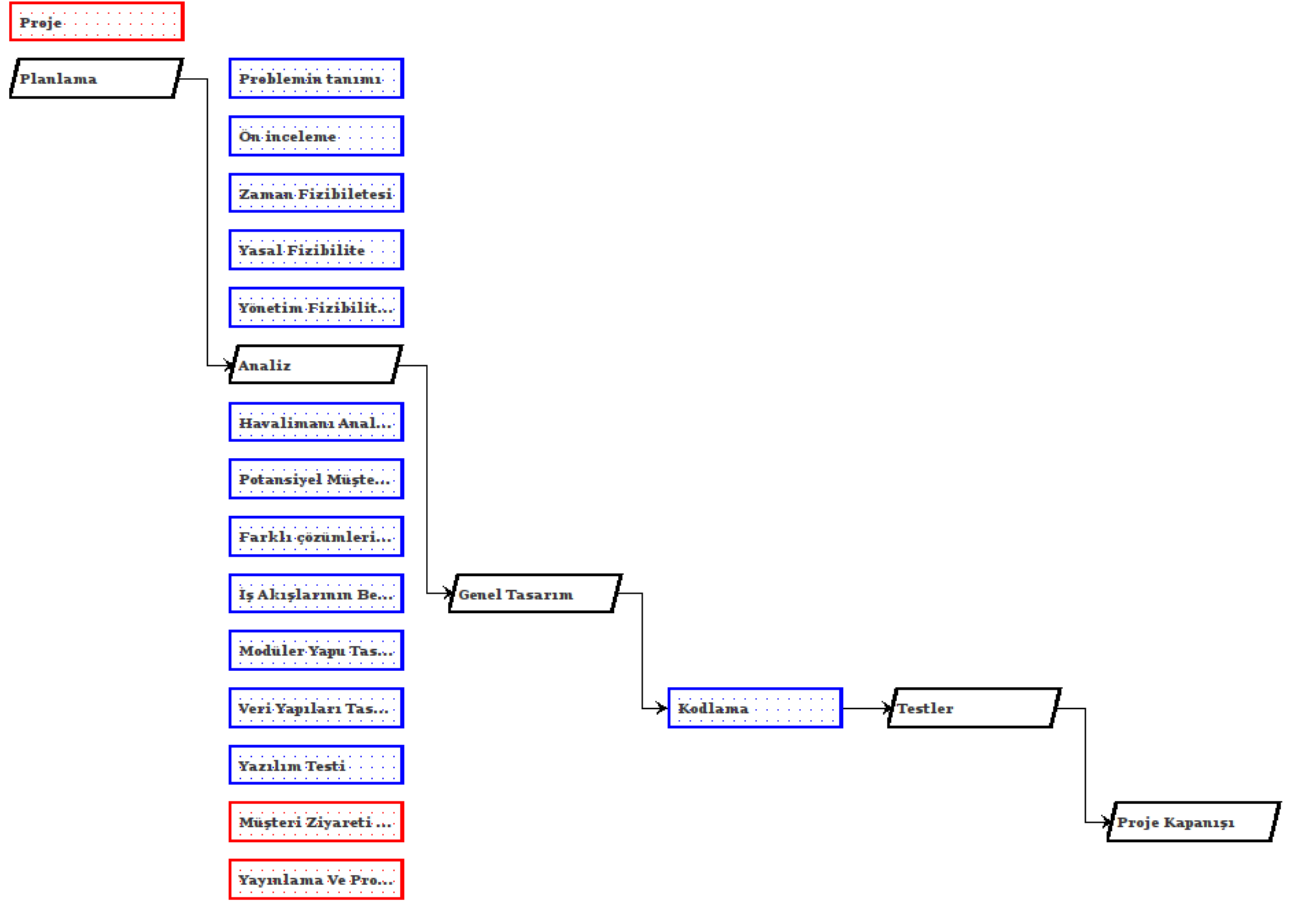 Proje
Planlama
Problemin tanımı
Ön inceleme
Zaman Fizibiletesi
Yasal Fizibilite
Yönetim Fizibilit...
Analiz
Havalimanı Anal...
Potansiyel Müşte...
Farklı çözümleri...
İş Akışlarının Be...
Genel Tasarım
Modüler Yapu Tas...
Veri Yapıları Tas...
Kodlama
Testler
Yazılım Testi
Müşteri Ziyareti ...
Proje Kapanışı
Yayınlama Ve Pro...